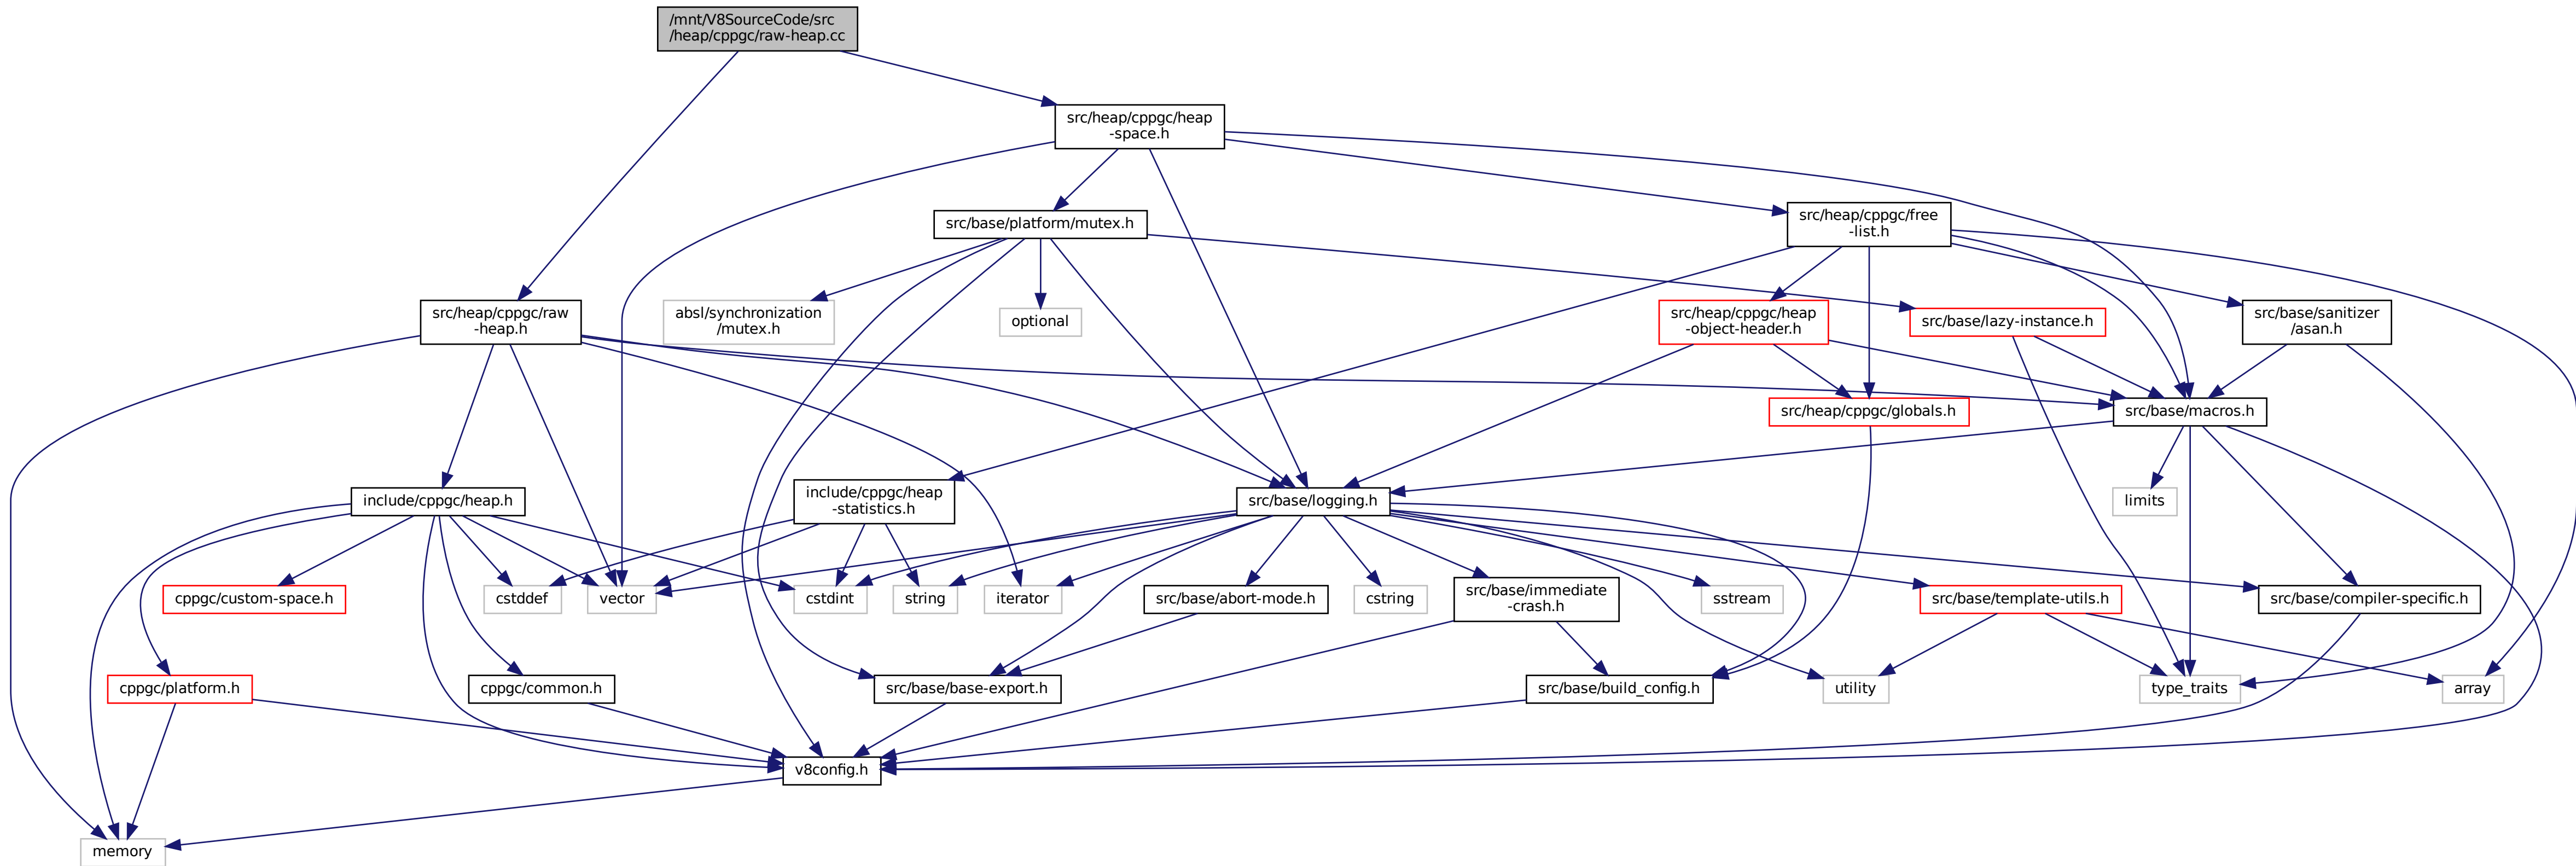 /mnt/V8SourceCode/src
/heap/cppgc/raw-heap.cc
src/heap/cppgc/heap
-space.h
src/base/platform/mutex.h
src/heap/cppgc/free
-list.h
src/heap/cppgc/raw
-heap.h
absl/synchronization
/mutex.h
optional
src/heap/cppgc/heap
-object-header.h
src/base/lazy-instance.h
src/base/sanitizer
/asan.h
src/heap/cppgc/globals.h
src/base/macros.h
include/cppgc/heap.h
include/cppgc/heap
-statistics.h
src/base/logging.h
limits
cppgc/custom-space.h
cstddef
vector
cstdint
string
iterator
src/base/abort-mode.h
cstring
src/base/immediate
-crash.h
sstream
src/base/template-utils.h
src/base/compiler-specific.h
cppgc/platform.h
cppgc/common.h
src/base/base-export.h
src/base/build_config.h
utility
type_traits
array
v8config.h
memory